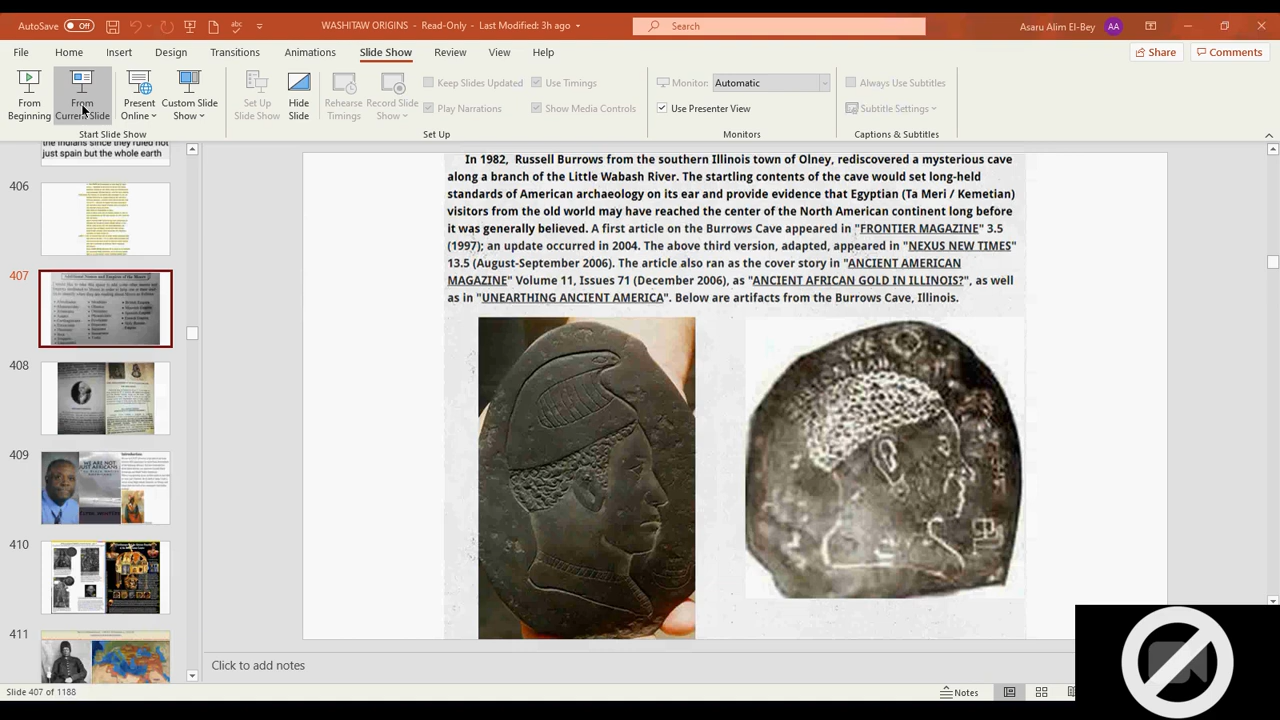 AutoSave
Off
WASHITAW ORIGINS - Read-Only - Last Modified: 3h ago
Search
Asaru Alim El-Bey
AA
File
Home
Insert
Design
Transitions
Animations
Slide Show
Review
View
Help
Share
Comments
From Beginning
From Current Slide
Present Online
Custom Slide Show
Start Slide Show
Set Up Slide Show
Hide Slide
Rehearse Timings
Record Slide Show
Keep Slides Updated
Play Narrations
Use Timings
Show Media Controls
Set Up
Monitor:
Automatic
Use Presenter View
Monitors
Always Use Subtitles
Subtitle Settings
Captions & Subtitles
the Indians since they ruled not
just spain but the whole earth
406
407
408
409
WE ARE NOT
JUST AFRICANS
410
411
In 1982, Russell Burrows from the southern Illinois town of Olney, rediscovered a mysterious cave
along a branch of the Little Wabash River. The startling contents of the cave would set long-held
standards of American archaeology on its ear and provide evidence that Egyptian (Ta Meri / Kemetian)
visitors from the old world may have reached the center of the North American continent long before
it was generally believed. A first article on the Burrows Cave appeared in "FRONTIER MAGAZINE" 3.5
(1997); an update occurred in 2004. The above third version, adapted, appeared in "NEXUS NEW TIMES"
13.5 (August-September 2006). The article also ran as the cover story in "ANCIENT AMERICAN
MAGAZINE" Volume 11, Issues 71 (December 2006), as "ANCIENT AFRICAN GOLD IN ILLINOIS?", as well
as in "UNEARTHING ANCIENT AMERICA". Below are artifacts from the Burrows Cave, Illinois.
Click to add notes
Slide 407 of 1188
Notes